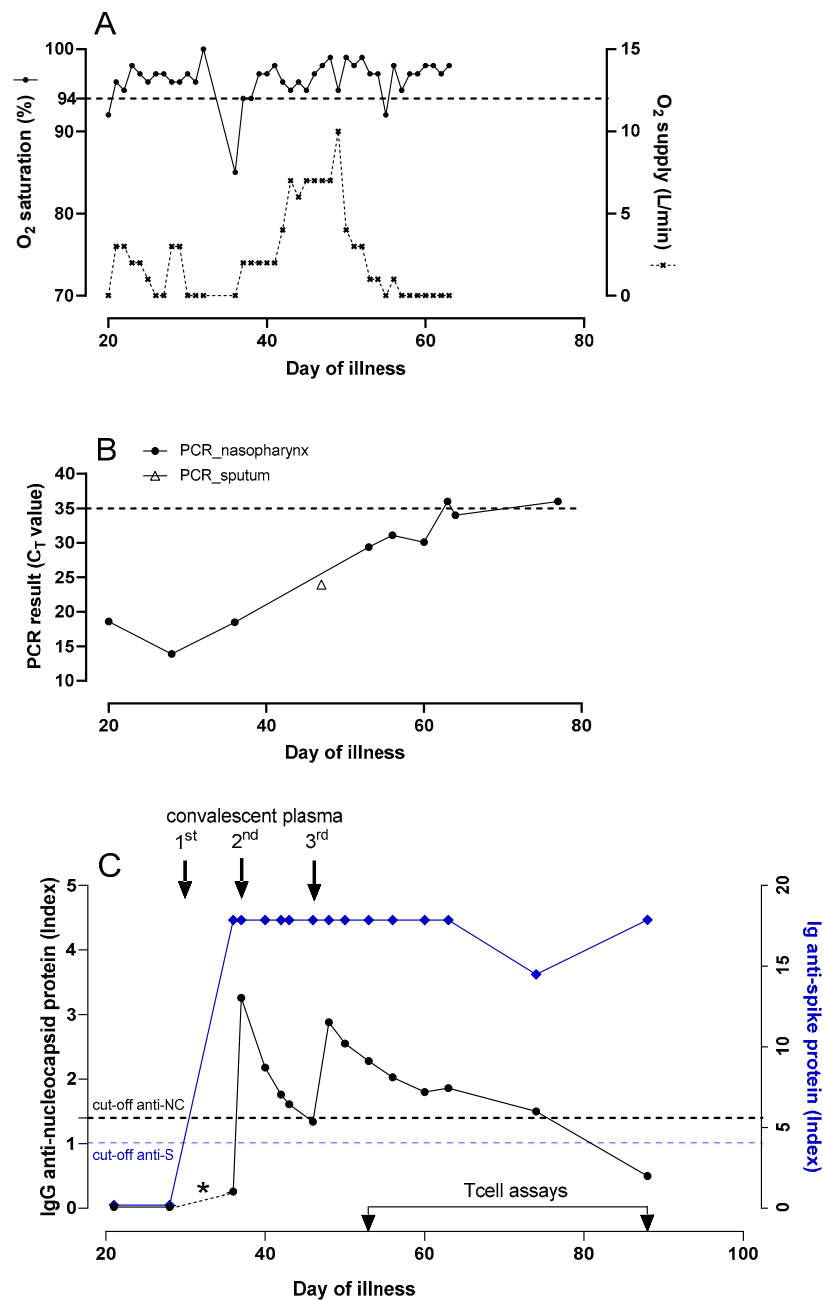 A
O2 saturation (%)
100
94
90
80
70
15
10
5
0
O2 supply (L/min)
20 40 60 80
Day of illness
B
PCR_nasopharynx
PCR_sputum
PCR result (CT value)
40
35
30
25
20
15
10
20 40 60 80
Day of illness
convalescent plasma
1st 2nd 3rd
C
IgG anti-nucleocapsid protein (Index)
5
4
3
2
1
0
20
15
10
5
0
Ig anti-spike protein (Index)
cut-off anti-NC
cut-off anti-S
*
Tcell assays
20 40 60 80 100
Day of illness